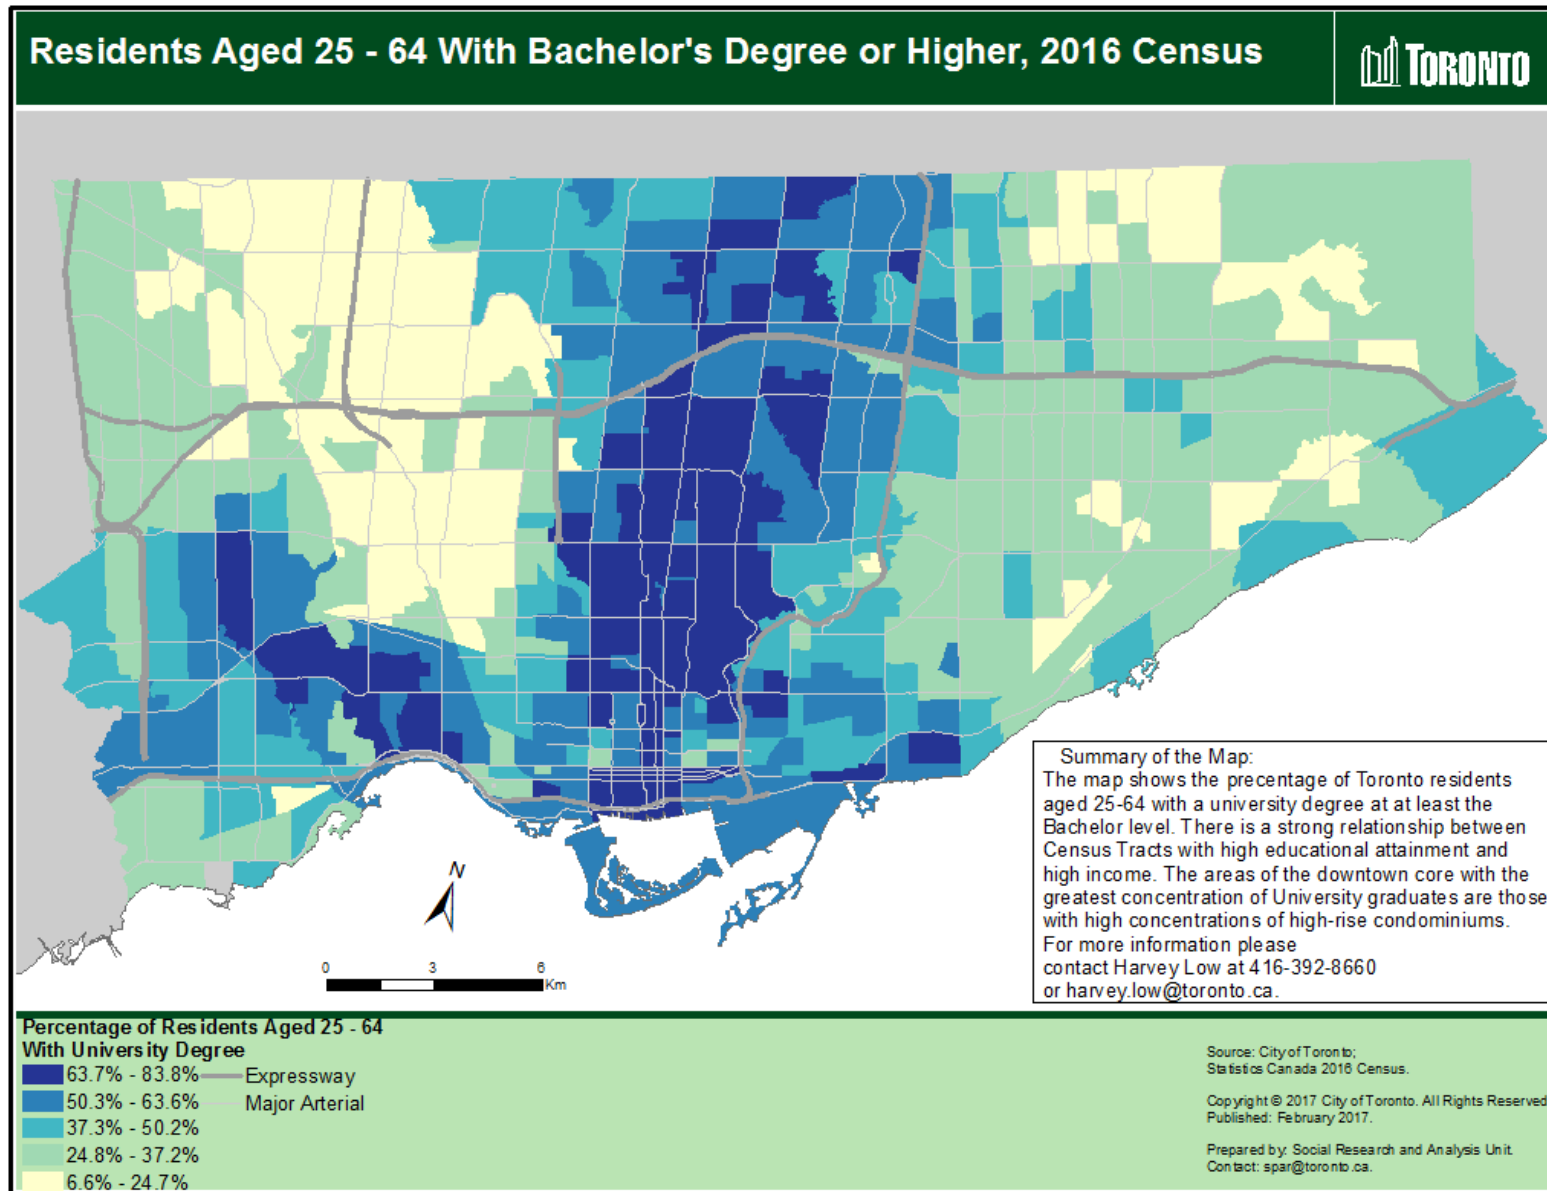 Residents Aged 25 - 64 With Bachelor's Degree or Higher, 2016 Census
TORONTO
Summary of the Map:
The map shows the precentage of Toronto residents
aged 25-64 with a university degree at at least the
Bachelor level. There is a strong relationship between
Census Tracts with high educational attainment and
high income. The areas of the downtown core with the
greatest concentration of University graduates are those
with high concentrations of high-rise condominiums.
For more information please
contact Harvey Low at 416-392-8660
or harvey.low@toronto.ca.
N
0 3 6
Km
Percentage of Residents Aged 25 - 64
With University Degree
63.7% - 83.8% Expressway
50.3% - 63.6% Major Arterial
37.3% - 50.2%
24.8% - 37.2%
6.6% - 24.7%
Source: City of Toronto;
Statistics Canada 2016 Census.
Copyright © 2017 City of Toronto. All Rights Reserved
Published: February 2017.
Prepared by: Social Research and Analysis Unit.
Contact: spar@toronto.ca.